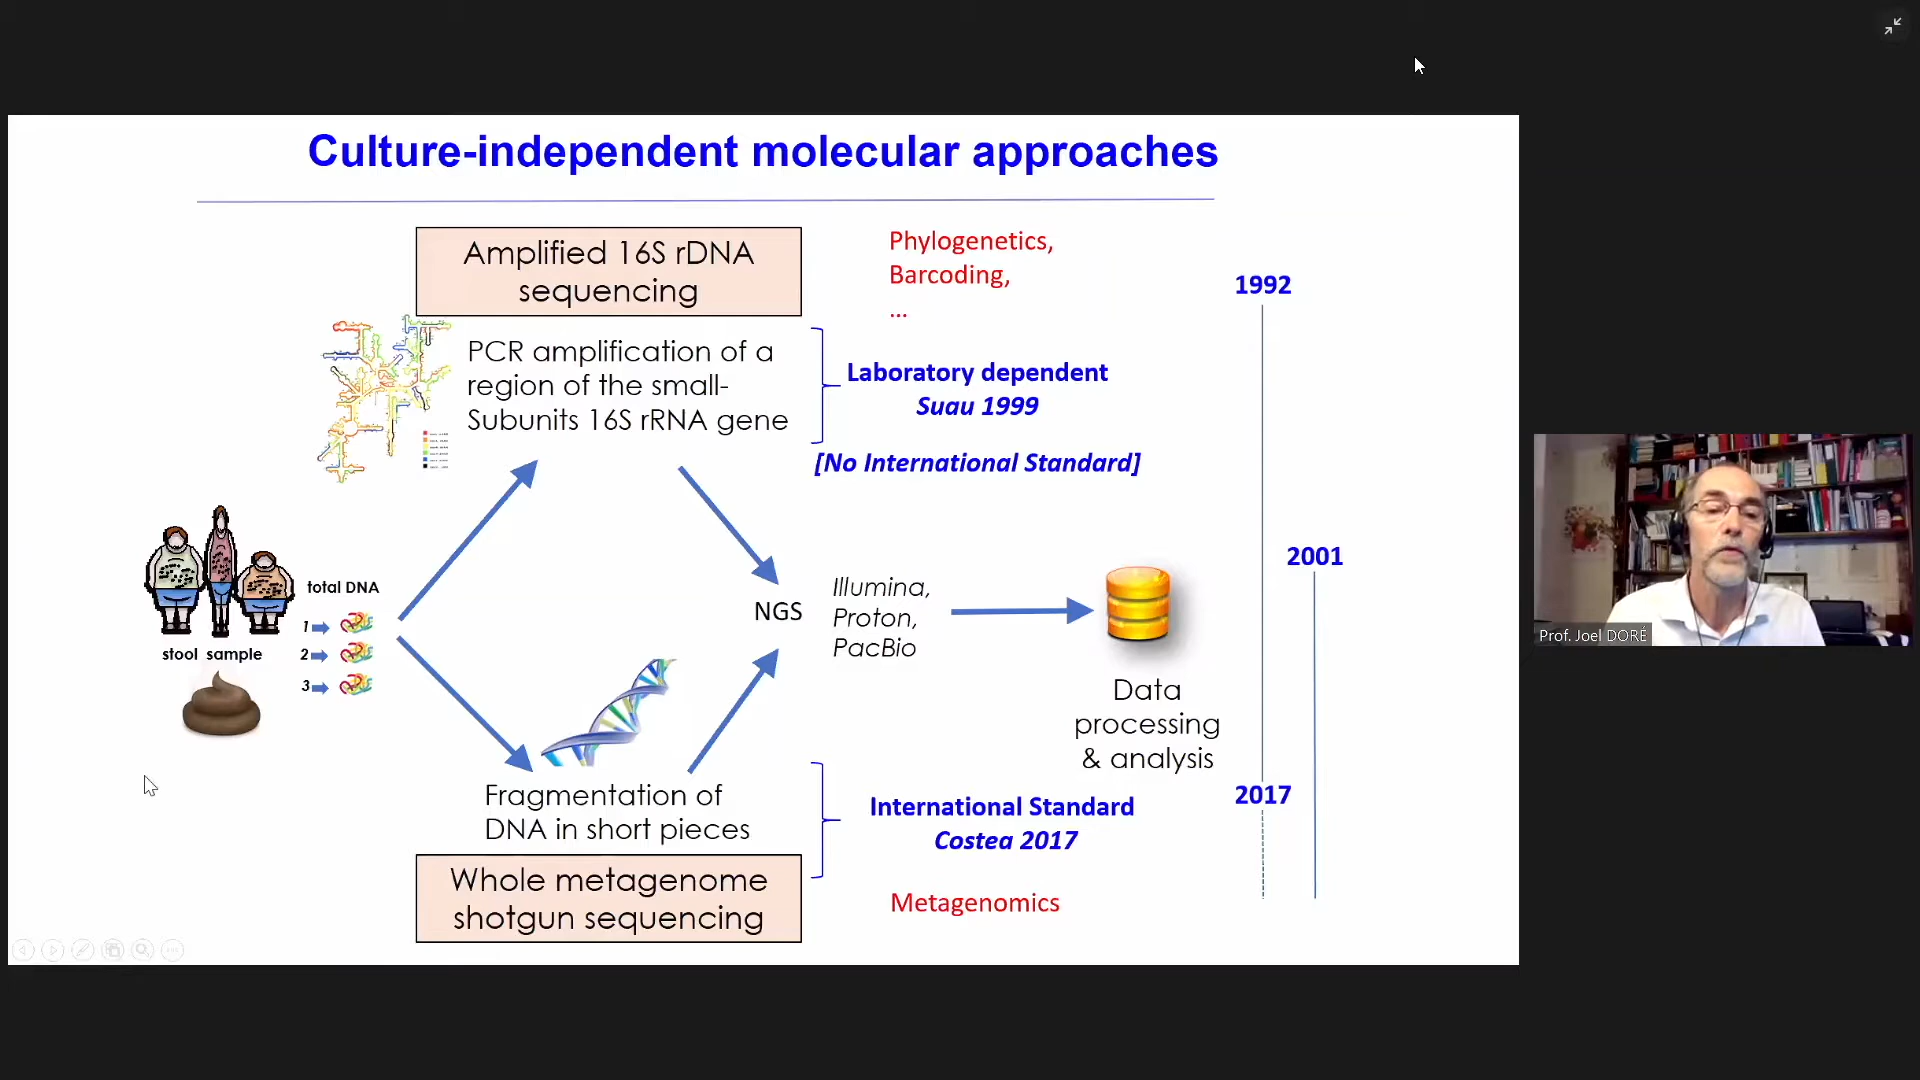 Culture-independent molecular approaches
Amplified 16S rDNA
sequencing
Phylogenetics,
Barcoding,
...
1992
PCR amplification of a
region of the small-
Subunits 16S rRNA gene
Laboratory dependent
Suau 1999
[No International Standard]
2001
total DNA
1
2
3
stool sample
NGS
Illumina,
Proton,
PacBio
Data
processing
& analysis
Fragmentation of
DNA in short pieces
International Standard
Costea 2017
2017
Whole metagenome
shotgun sequencing
Metagenomics
Prof. Joel DORÉ